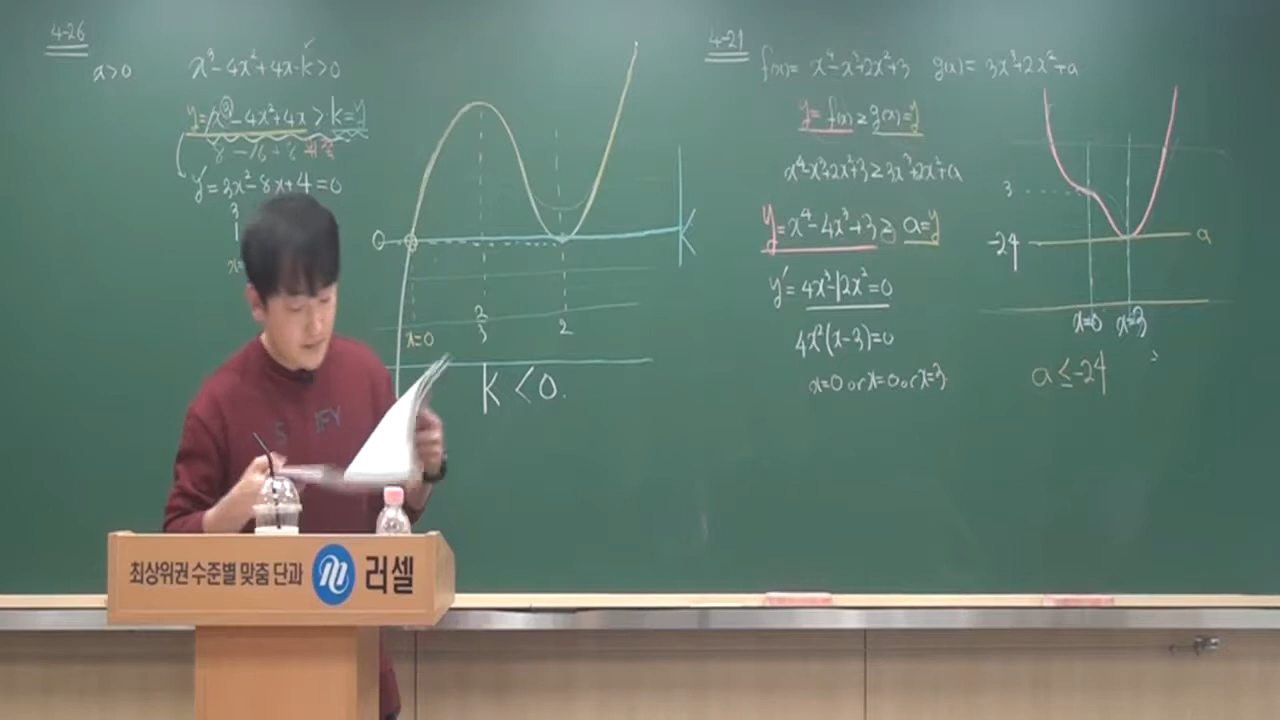 4-26
x>0
x³-4x²+4x-k>0
y=x³-4x²+4x>k=y
y'=3x²-8x+4=0
3
1
x=
0
K
x=0
2/3
2
k<0.
4-21
f(x)= x⁴-x³+2x²+3 g(x)= 3x³+2x²+a
y= f(x)≥g(x)=y
x⁴-x³+2x²+3≥3x³+2x²+a
y=x⁴-4x³+3≥a=y
y'=4x³-12x²=0
4x²(x-3)=0
x=0 or x=0 or x=3
3
-24
a
x=0 x=3
a≤-24
최상위권 수준별 맞춤 단과
러셀